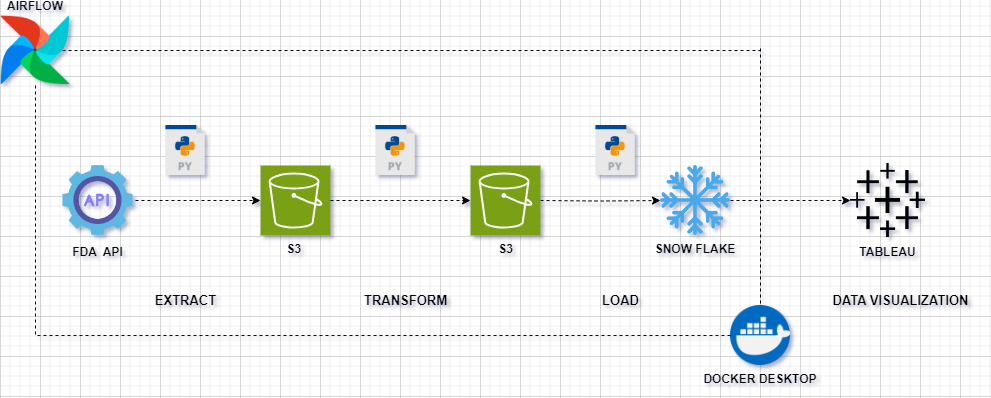 AIRFLOW
PY
PY
PY
API
FDA API
S3
S3
SNOW FLAKE
TABLEAU
EXTRACT
TRANSFORM
LOAD
DATA VISUALIZATION
DOCKER DESKTOP